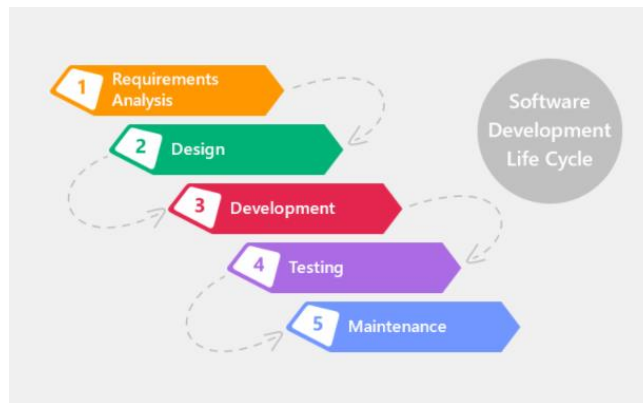 1 Requirements
Analysis
2 Design
3 Development
4 Testing
5 Maintenance
Software
Development
Life Cycle